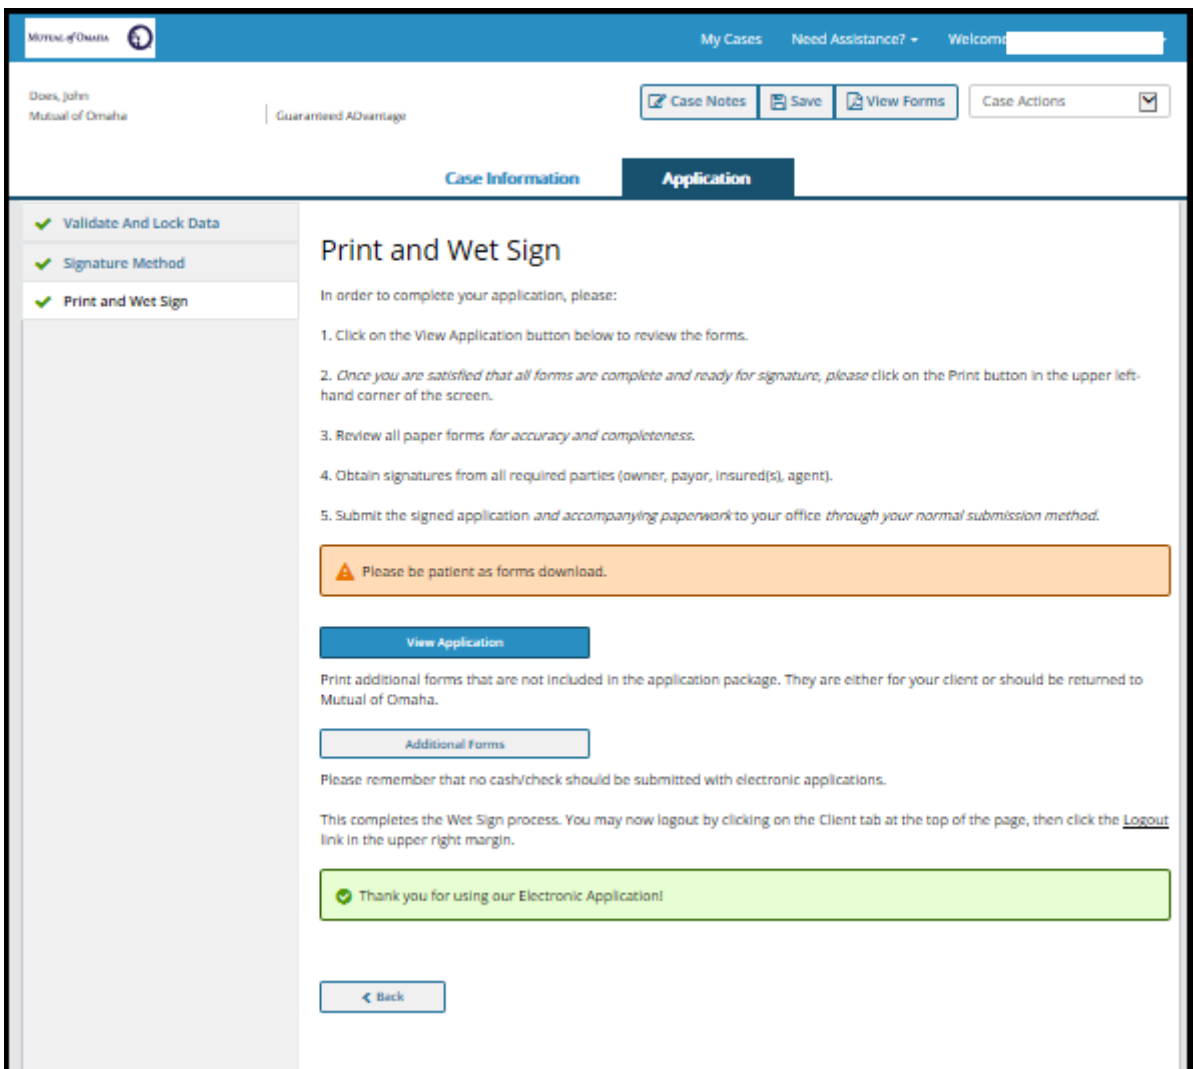 MUTUAL of OMAHA
My Cases Need Assistance? Welcome
Does, John
Mutual of Omaha
Guaranteed ADvantage
Case Notes Save View Forms Case Actions
Case Information Application
Validate And Lock Data
Signature Method
Print and Wet Sign
Print and Wet Sign
In order to complete your application, please:
1. Click on the View Application button below to review the forms.
2. Once you are satisfied that all forms are complete and ready for signature, please click on the Print button in the upper left-
hand corner of the screen.
3. Review all paper forms for accuracy and completeness.
4. Obtain signatures from all required parties (owner, payor, insured(s), agent).
5. Submit the signed application and accompanying paperwork to your office through your normal submission method.
Please be patient as forms download.
View Application
Print additional forms that are not included in the application package. They are either for your client or should be returned to
Mutual of Omaha.
Additional Forms
Please remember that no cash/check should be submitted with electronic applications.
This completes the Wet Sign process. You may now logout by clicking on the Client tab at the top of the page, then click the Logout
link in the upper right margin.
Thank you for using our Electronic Application!
Back